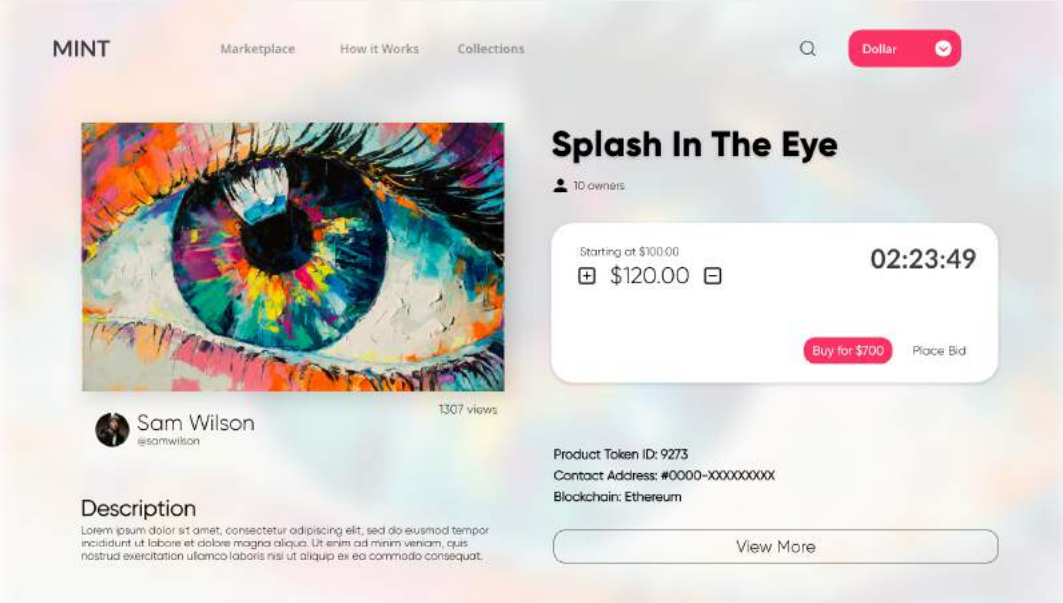 MINT
Marketplace
How it Works
Collections
Dollar
Splash In The Eye
10 owners
Starting at $100.00
$120.00
02:23:49
Buy for $700
Place Bid
1307 views
Sam Wilson
@samwilson
Product Token ID: 9273
Contact Address: #0000-XXXXXXXXX
Blockchain: Ethereum
Description
Lorem ipsum dolor sit amet, consectetur adipiscing elit, sed do eiusmod tempor
incididunt ut labore et dolore magna aliqua. Ut enim ad minim veniam, quis
nostrud exercitation ullamco laboris nisi ut aliquip ex ea commodo consequat.
View More